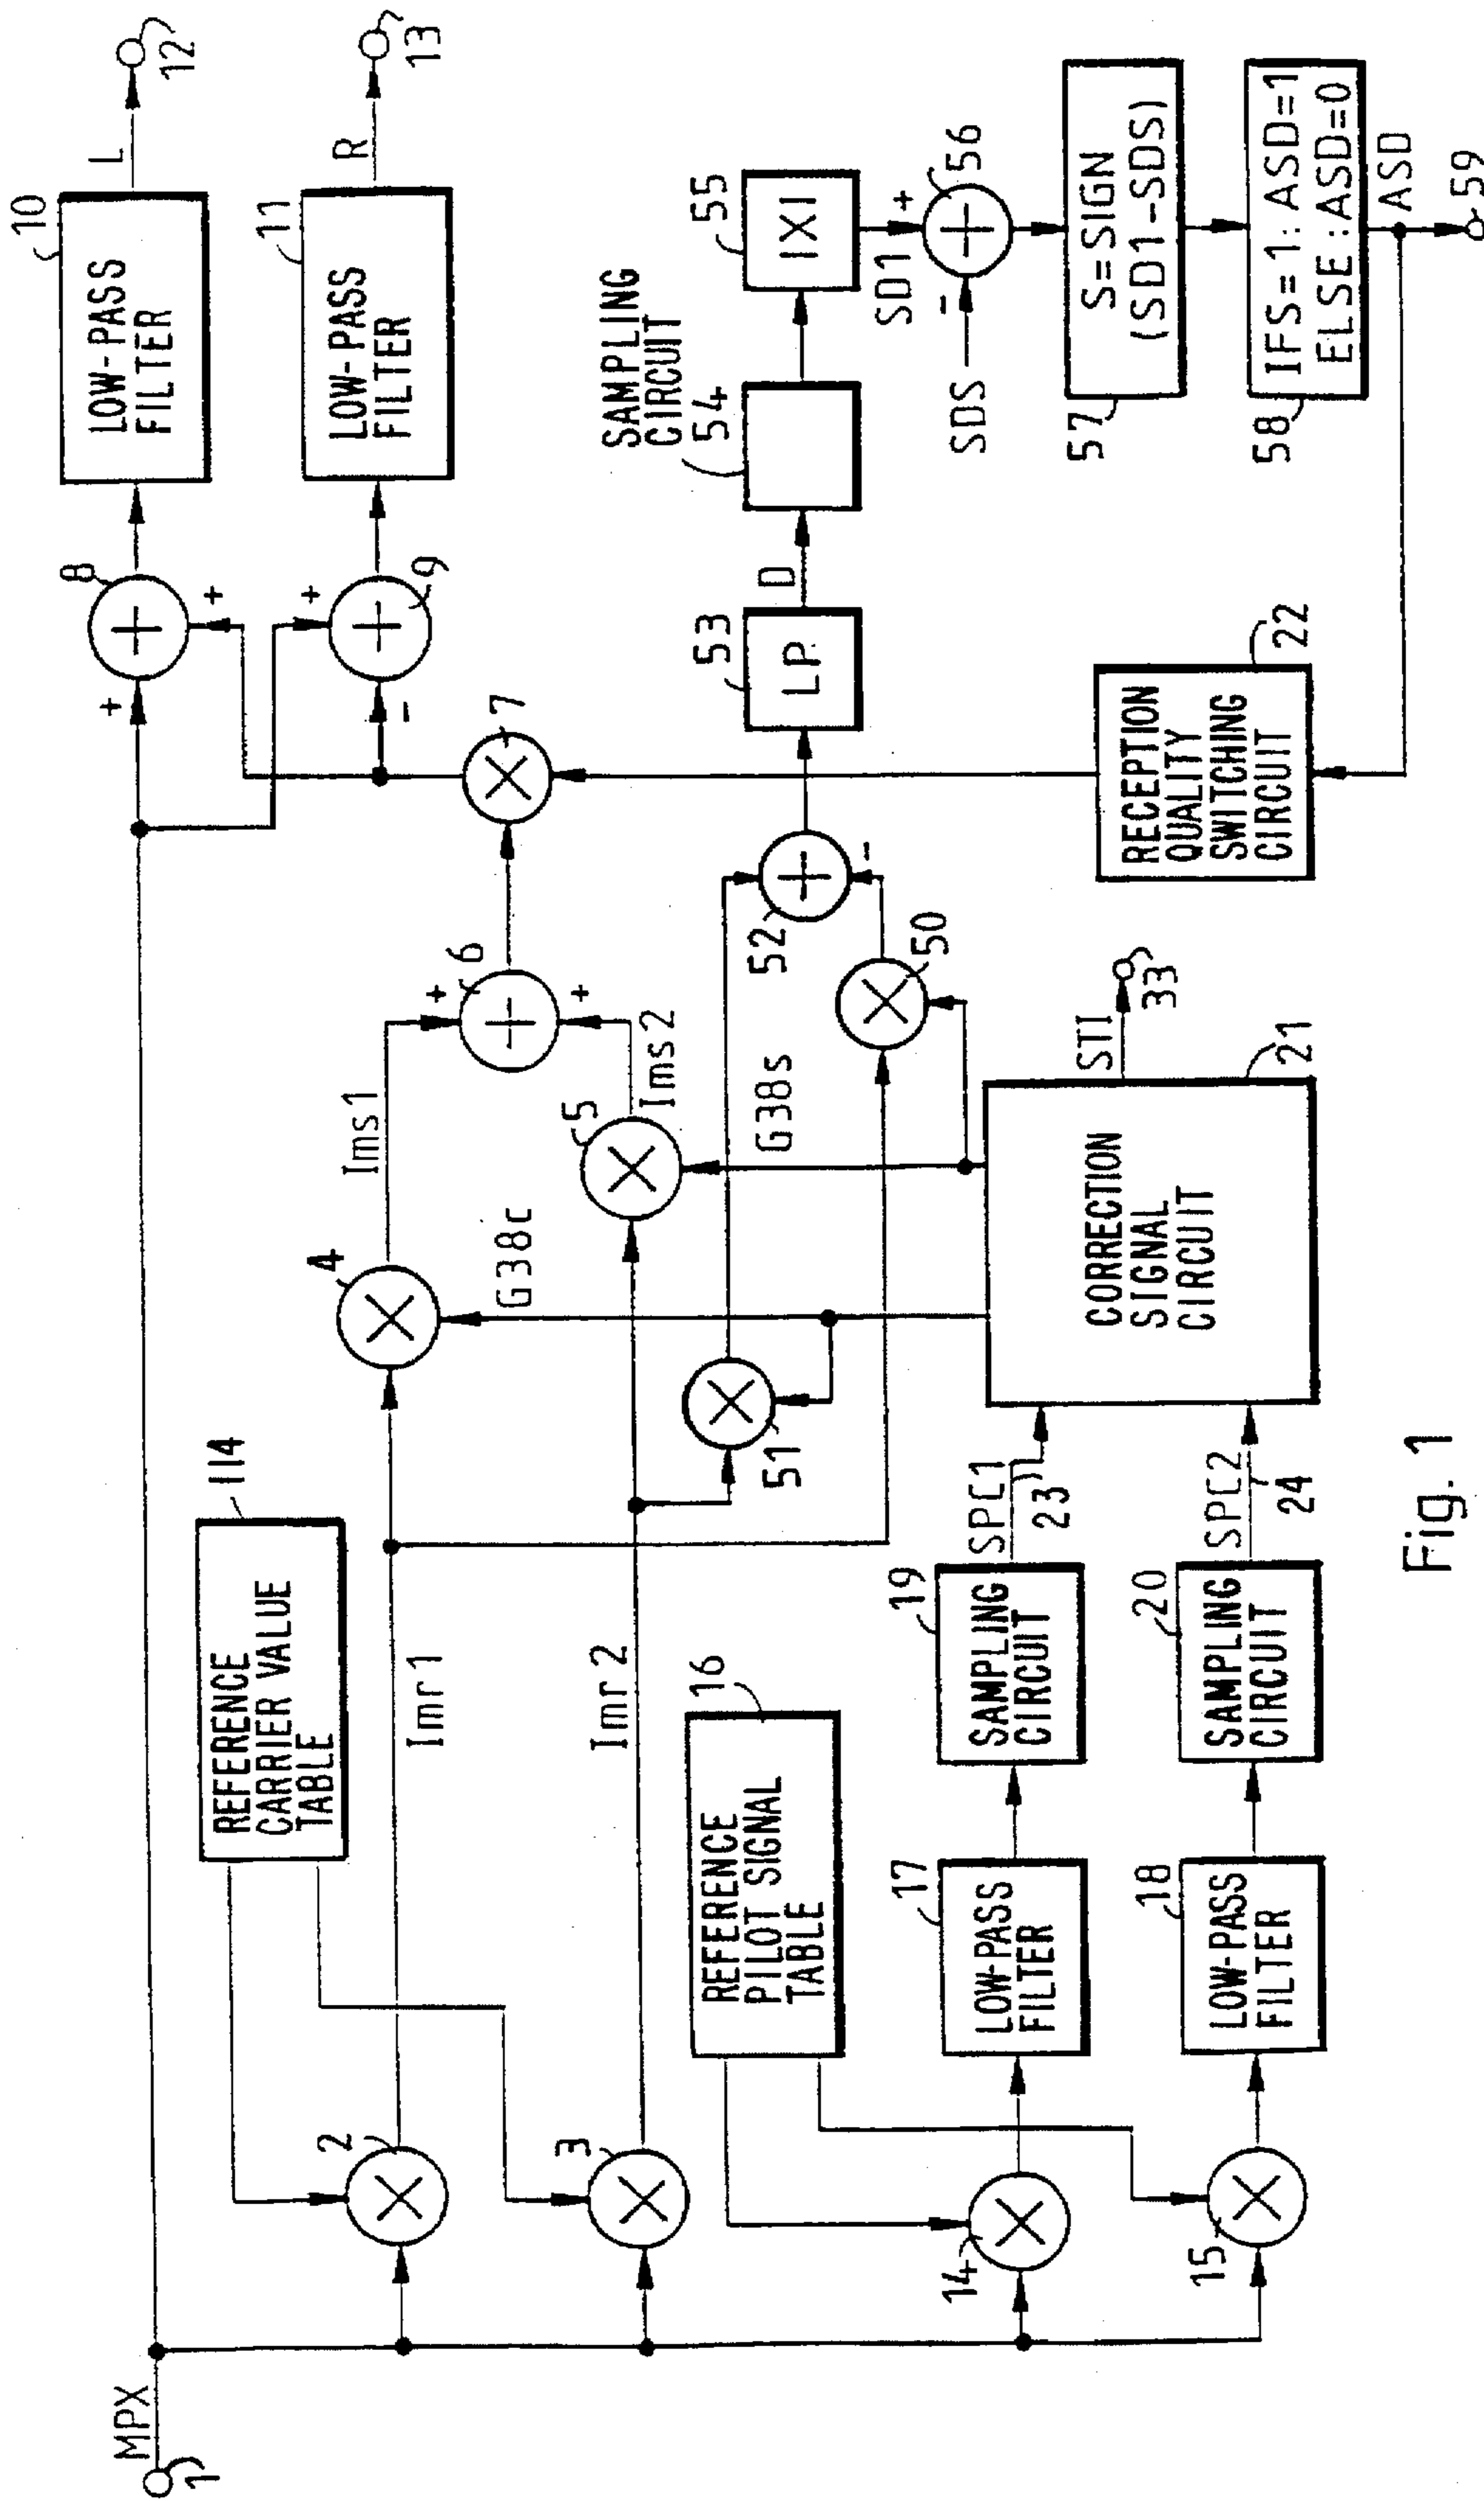 MPX
1
2
3
REFERENCE
CARRIER VALUE
TABLE
114
Imr1
Imr2
4
G38c
Ims1
5
Ims2
6
7
+
+
8
+
+
9
+
-
10
LOW-PASS
FILTER
L
12
11
LOW-PASS
FILTER
R
13
REFERENCE
PILOT SIGNAL
TABLE
16
51
G38s
50
52
-
53
LP
D
SAMPLING
CIRCUIT
54
55
|X|
SD1
+
-
56
SDS
57
S=SIGN
(SD1-SDS)
58
IFS=1: ASD=1
ELSE: ASD=0
ASD
59
14
17
LOW-PASS
FILTER
19
SAMPLING
CIRCUIT
SPC1
23
15
18
LOW-PASS
FILTER
20
SAMPLING
CIRCUIT
SPC2
24
CORRECTION
SIGNAL
CIRCUIT
21
STI
33
RECEPTION
QUALITY
SWITCHING
CIRCUIT
22
Fig. 1